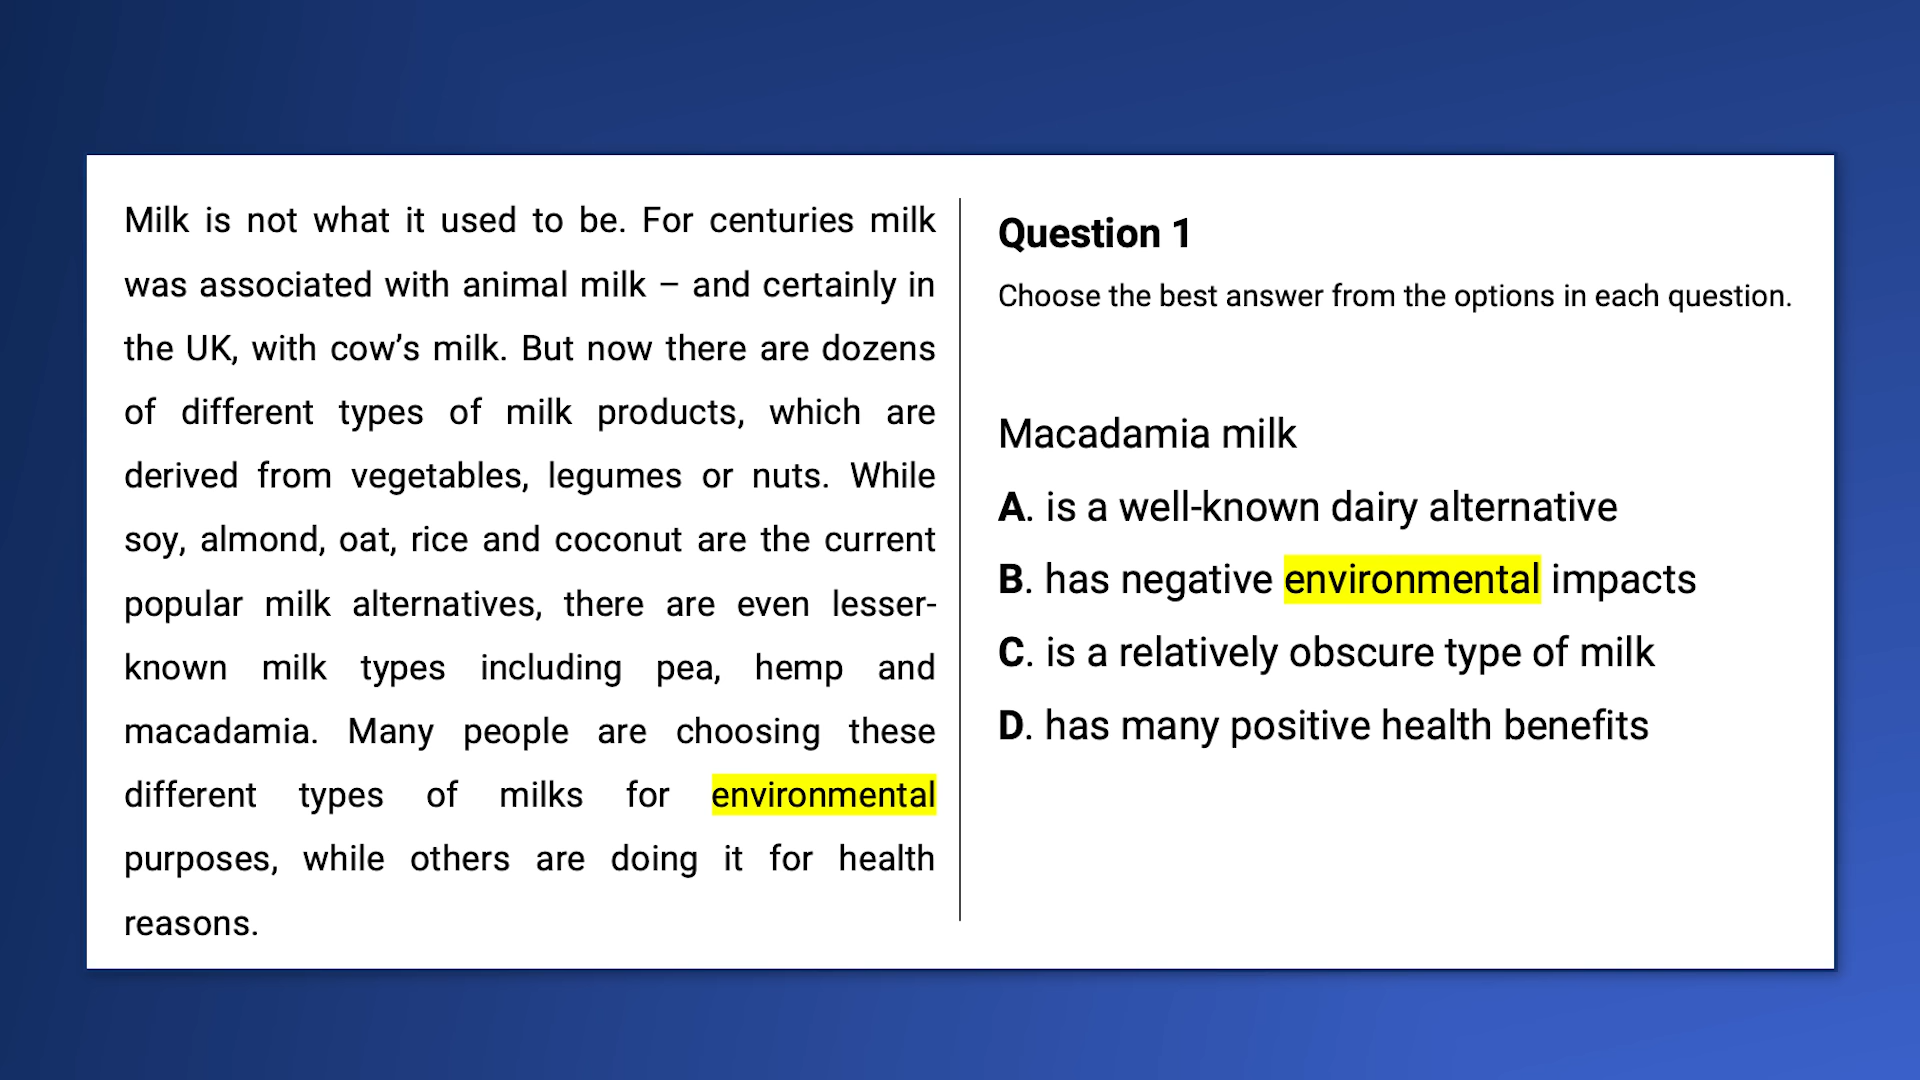 Milk is not what it used to be. For centuries milk
was associated with animal milk – and certainly in
the UK, with cow’s milk. But now there are dozens
of different types of milk products, which are
derived from vegetables, legumes or nuts. While
soy, almond, oat, rice and coconut are the current
popular milk alternatives, there are even lesser-
known milk types including pea, hemp and
macadamia. Many people are choosing these
different types of milks for environmental
purposes, while others are doing it for health
reasons.
Question 1
Choose the best answer from the options in each question.
Macadamia milk
A. is a well-known dairy alternative
B. has negative environmental impacts
C. is a relatively obscure type of milk
D. has many positive health benefits